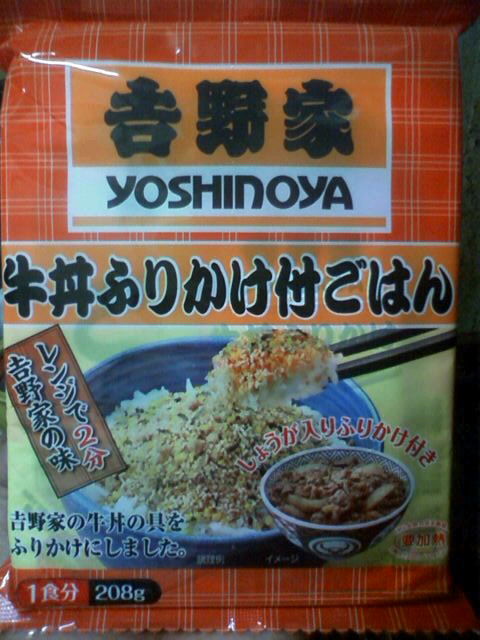 吉野家
YOSHINOYA
牛丼ふりかけ付ごはん
レンジで2分
吉野家の味
しょうが入りふりかけ付き
吉野家の牛丼の具を
ふりかけにしました。
調理例
イメージ
要加熱
1食分 208g